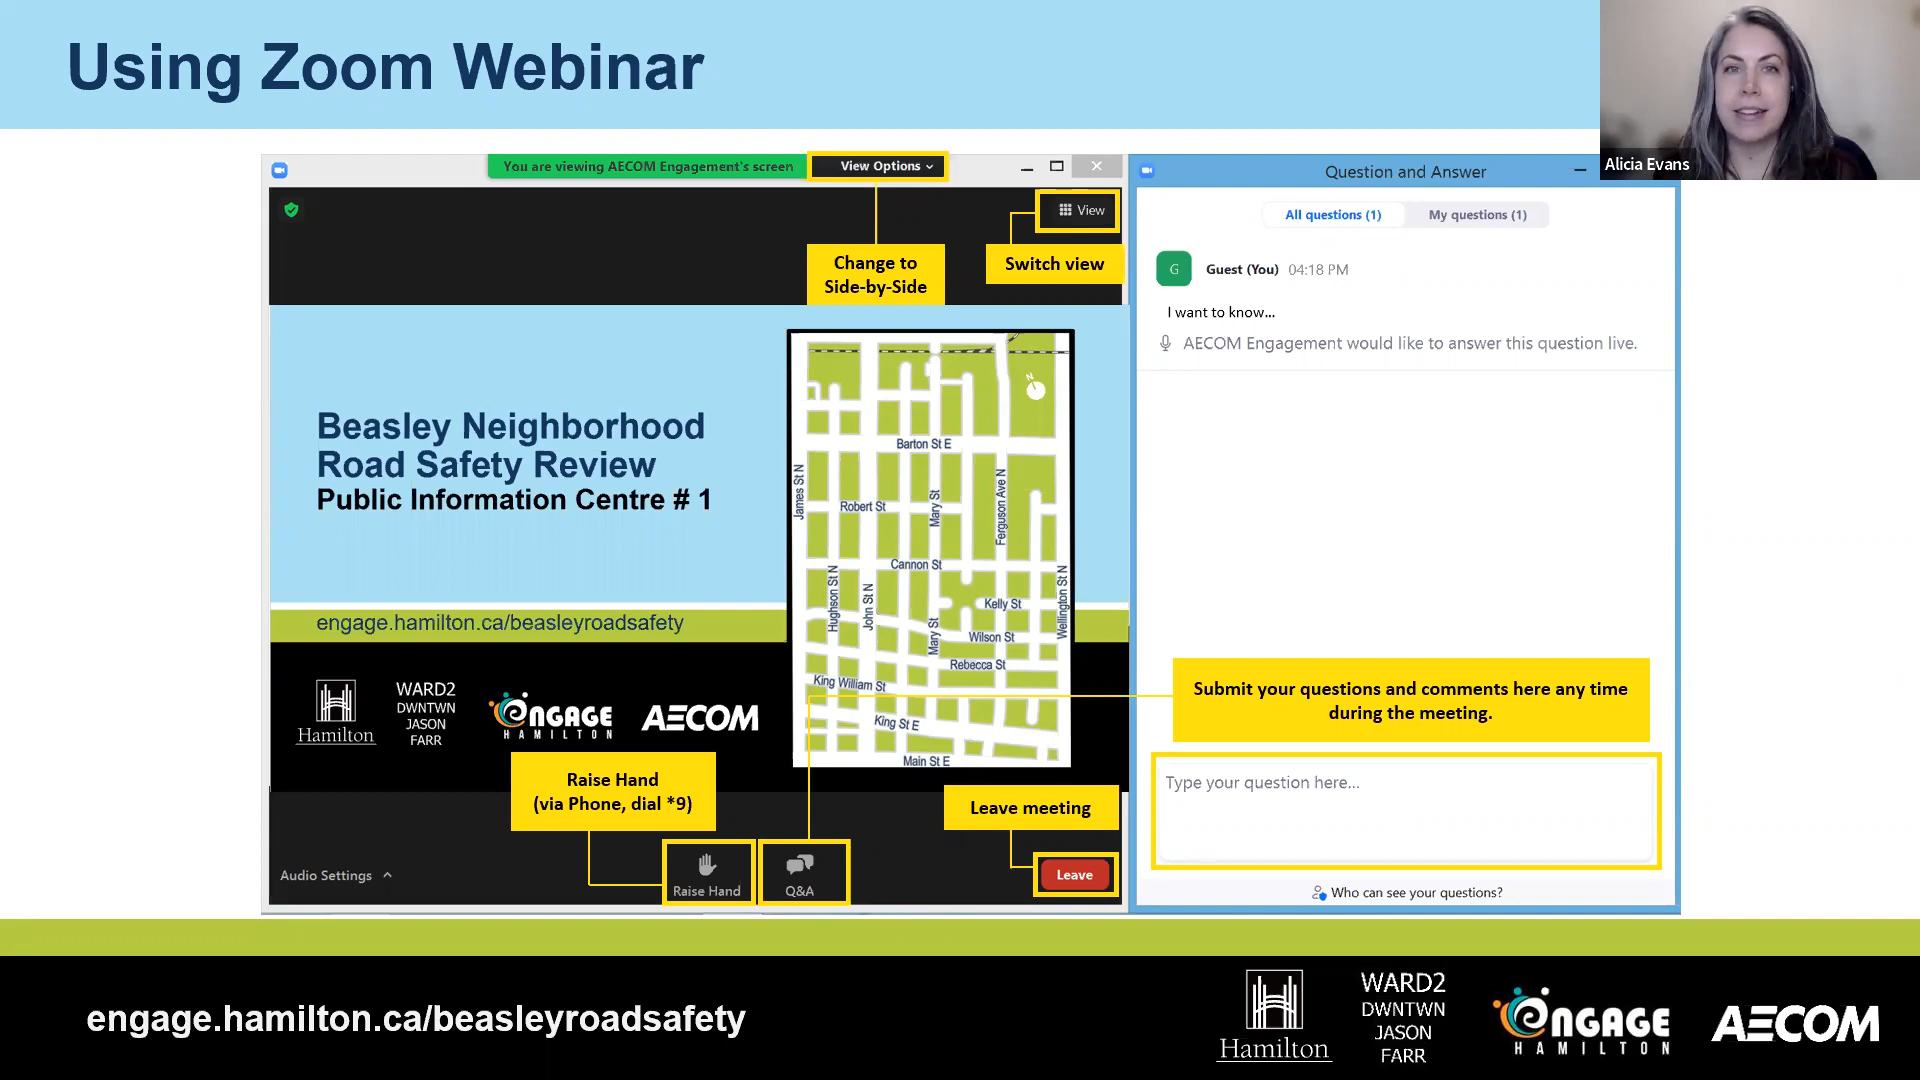 Using Zoom Webinar
Alicia Evans
You are viewing AECOM Engagement's screen
View Options
View
Change to
Side-by-Side
Switch view
Beasley Neighborhood
Road Safety Review
Public Information Centre # 1
engage.hamilton.ca/beasleyroadsafety
N
Barton St E
James St N
Robert St
Mary St
Ferguson Ave N
Cannon St
Hughson St N
John St N
Kelly St
Wellington St N
Mary St
Wilson St
Rebecca St
King William St
King St E
Main St E
Hamilton
WARD2
DWNTWN
JASON
FARR
ENGAGE
HAMILTON
AECOM
Raise Hand
(via Phone, dial *9)
Leave meeting
Audio Settings
Raise Hand
Q&A
Leave
Question and Answer
All questions (1)
My questions (1)
G
Guest (You) 04:18 PM
I want to know...
AECOM Engagement would like to answer this question live.
Submit your questions and comments here any time
during the meeting.
Type your question here...
Who can see your questions?
engage.hamilton.ca/beasleyroadsafety
Hamilton
WARD2
DWNTWN
JASON
FARR
ENGAGE
HAMILTON
AECOM